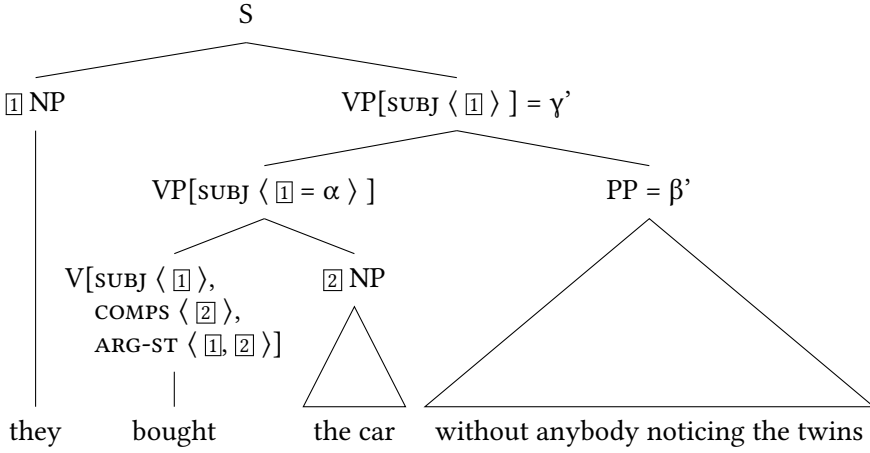 S
1 NP VP[SUBJ ⟨ 1 ⟩ ] = γ’
VP[SUBJ ⟨ 1 = α ⟩ ] PP = β’
V[SUBJ ⟨ 1 ⟩, 2 NP
COMPS ⟨ 2 ⟩,
ARG-ST ⟨ 1, 2 ⟩]
they bought the car without anybody noticing the twins